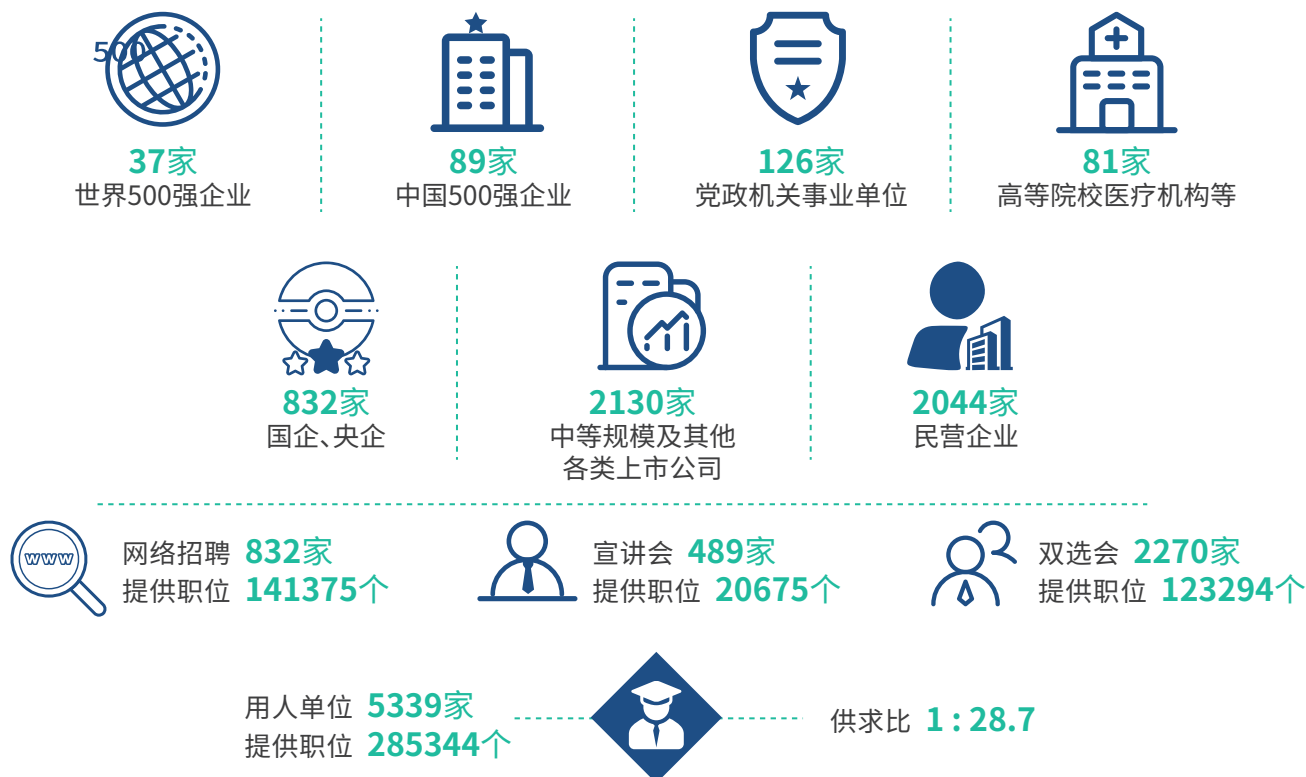 500
37家
世界500强企业
89家
中国500强企业
126家
党政机关事业单位
81家
高等院校医疗机构等
832家
国企、央企
2130家
中等规模及其他
各类上市公司
2044家
民营企业
www
网络招聘 832家
提供职位 141375个
宣讲会 489家
提供职位 20675个
双选会 2270家
提供职位 123294个
用人单位 5339家
提供职位 285344个
供求比 1 : 28.7